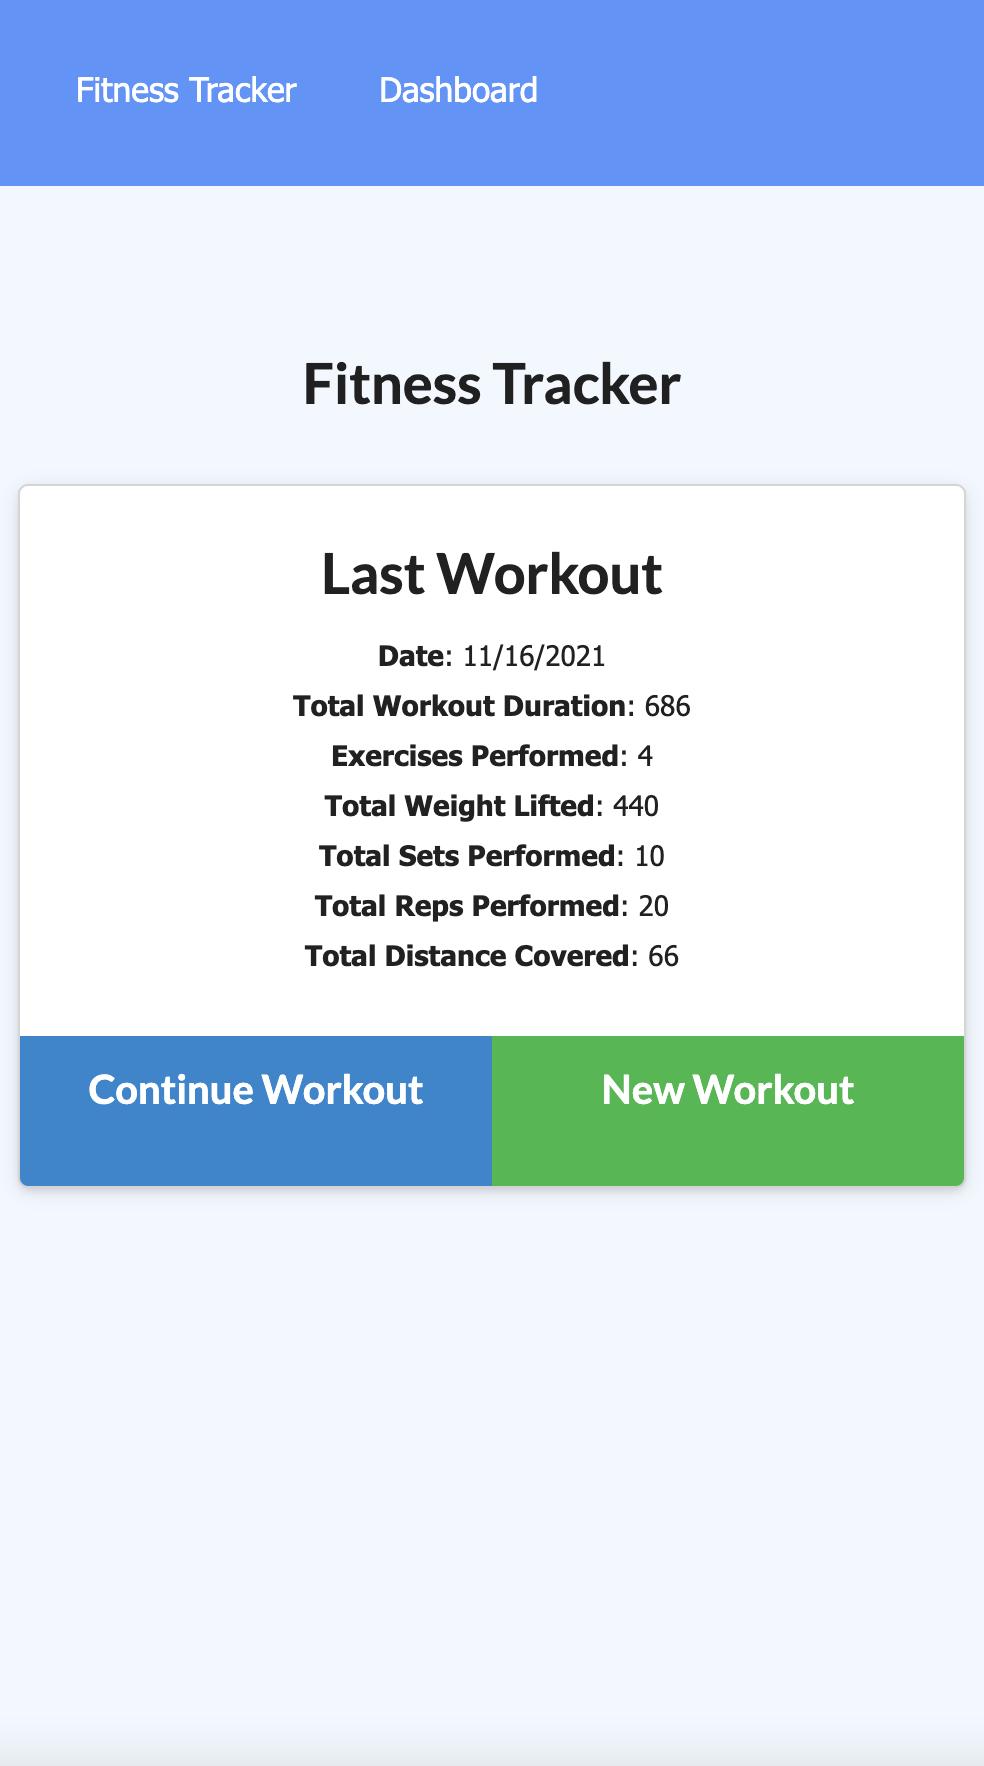 Fitness Tracker Dashboard
Fitness Tracker
Last Workout
Date: 11/16/2021
Total Workout Duration: 686
Exercises Performed: 4
Total Weight Lifted: 440
Total Sets Performed: 10
Total Reps Performed: 20
Total Distance Covered: 66
Continue Workout New Workout